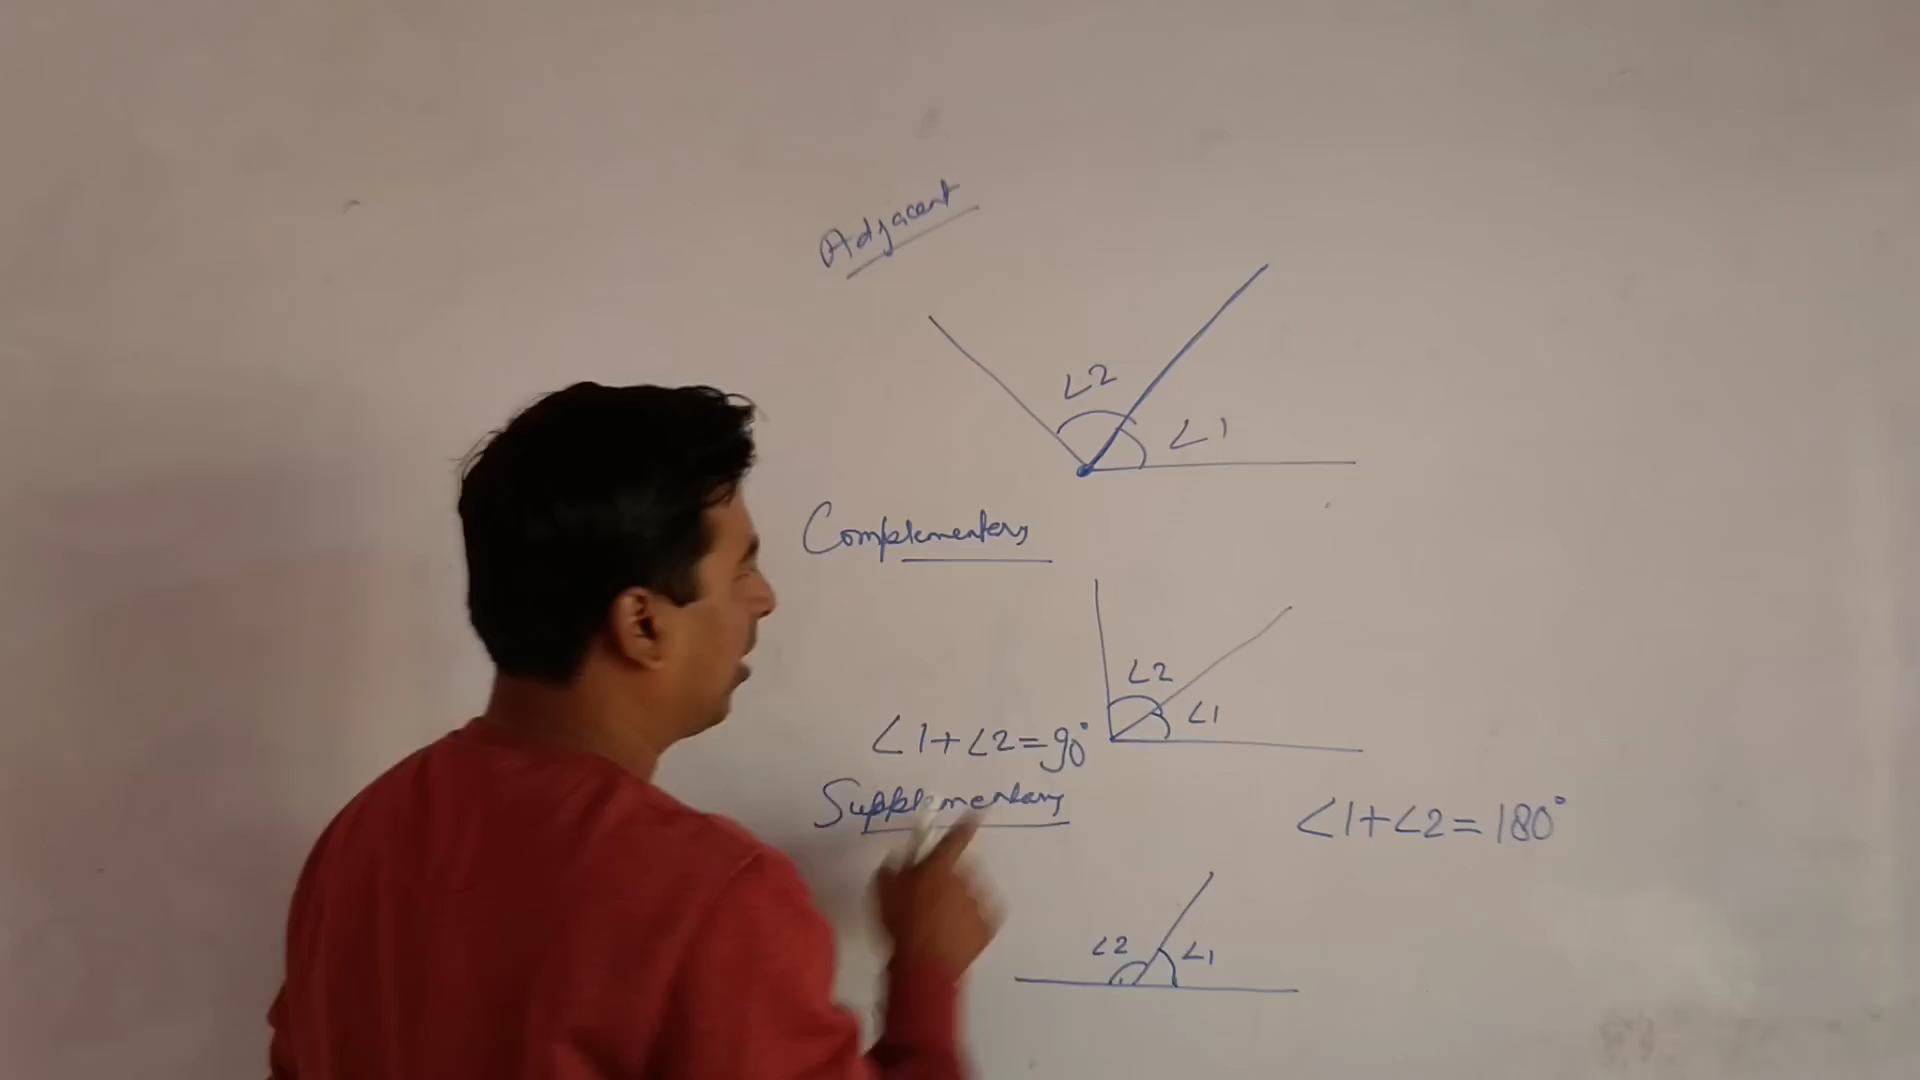 Adjacent
∠2
∠1
Complementary
∠2
∠1
∠1+∠2=90°
Supplementary
∠1+∠2=180°
∠2
∠1